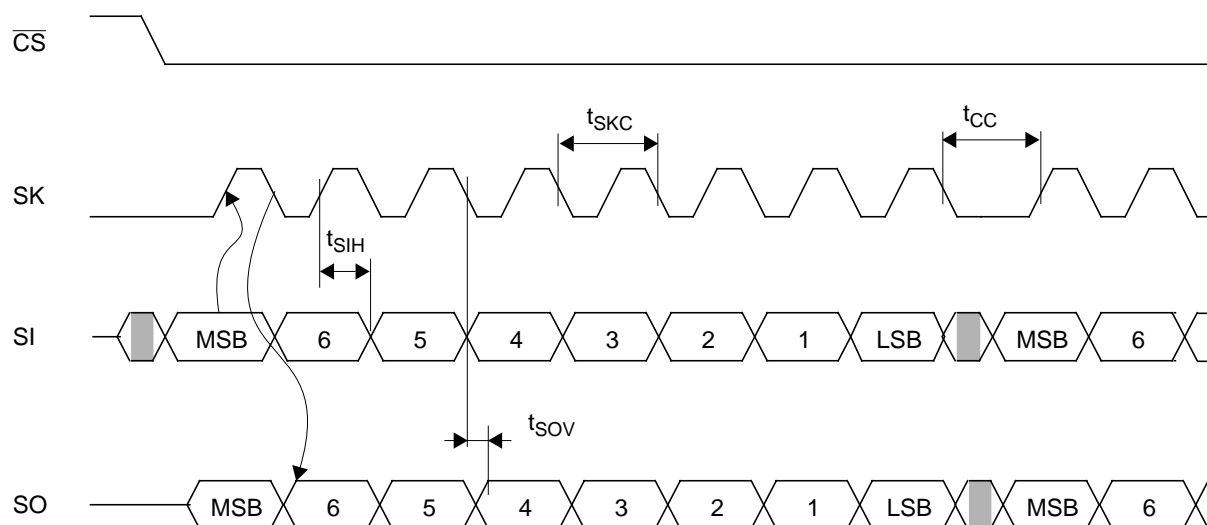 CS
SK
tSKC
tCC
tSIH
SI
MSB 6 5 4 3 2 1 LSB MSB 6
tSOV
SO
MSB 6 5 4 3 2 1 LSB MSB 6